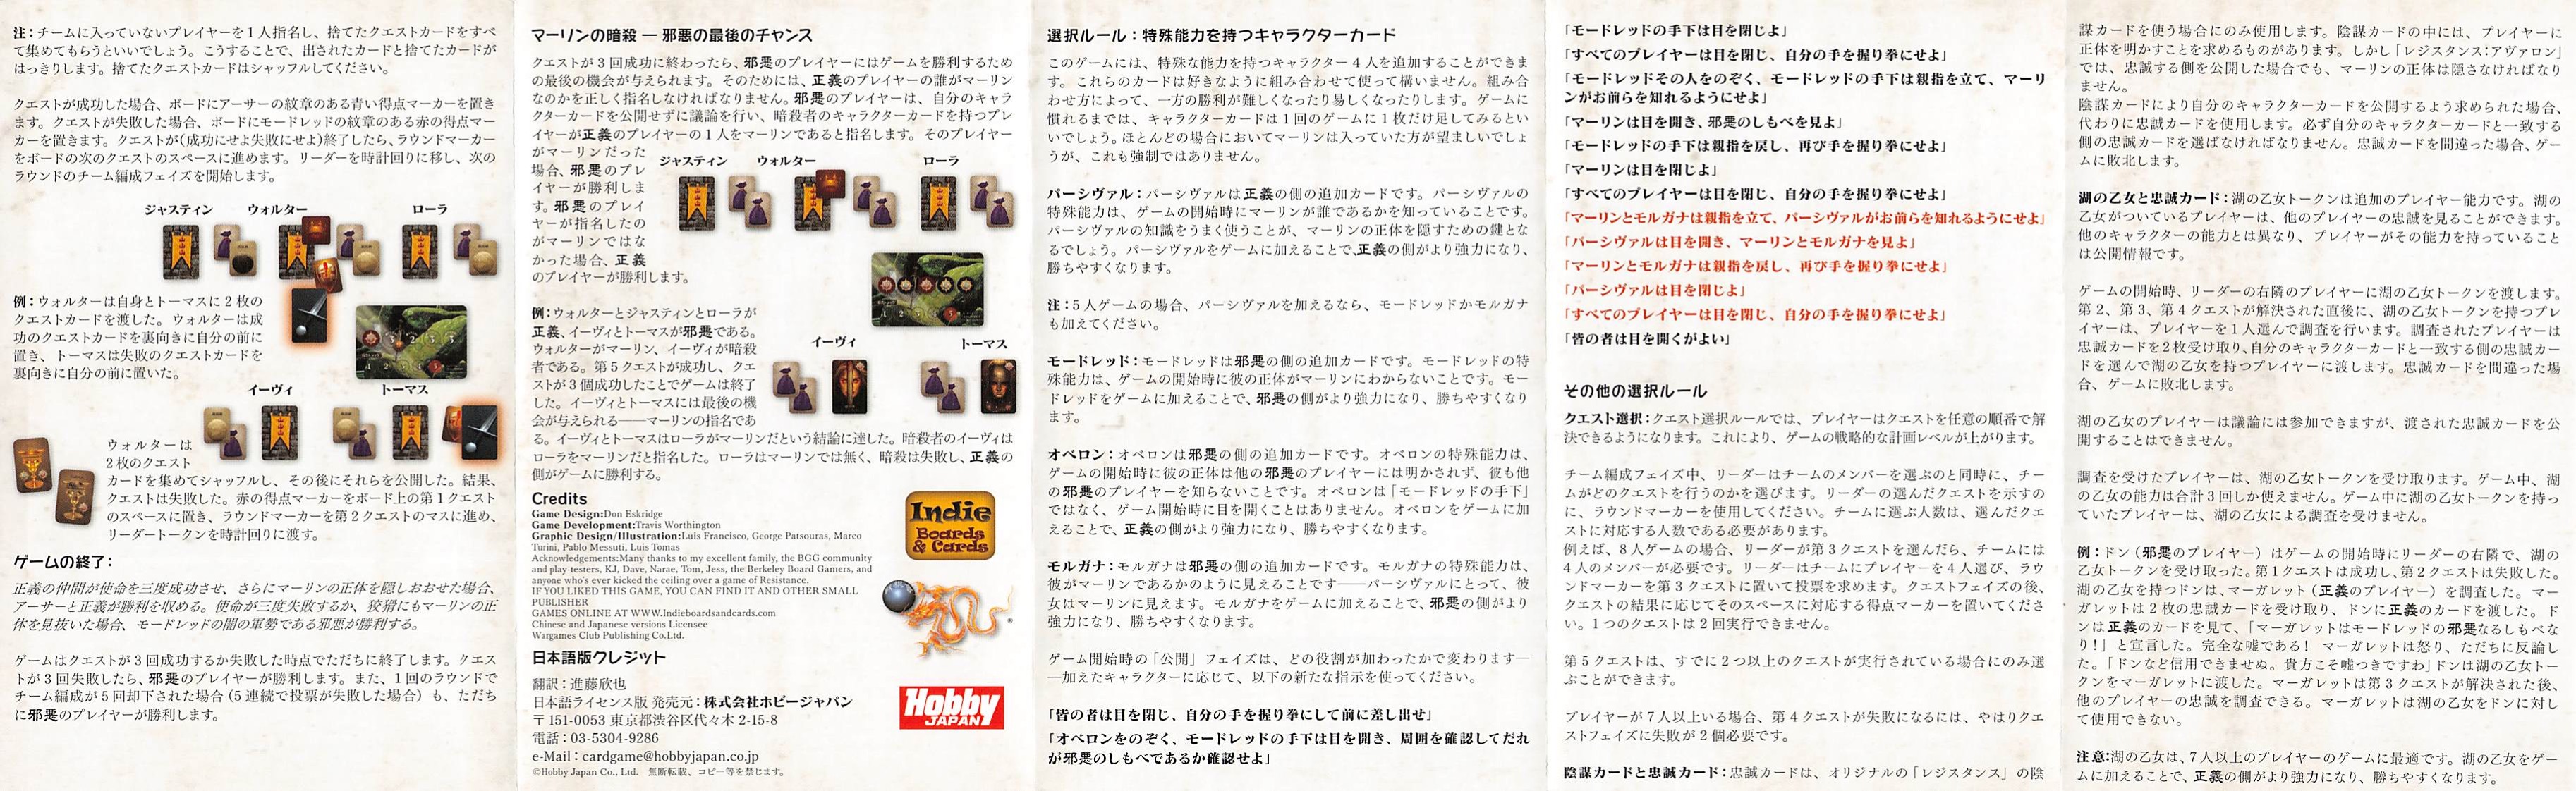 注：チームに入っていないプレイヤーを1人指名し、捨てたクエストカードをすべ
て集めてもらうといいでしょう。こうすることで、出されたカードと捨てたカードが
はっきりします。捨てたクエストカードはシャッフルしてください。
クエストが成功した場合、ボードにアーサーの紋章のある青い得点マーカーを置き
ます。クエストが失敗した場合、ボードにモードレッドの紋章のある赤の得点マー
カーを置きます。クエストが(成功にせよ失敗にせよ)終了したら、ラウンドマーカー
をボードの次のクエストのスペースに進めます。リーダーを時計回りに移し、次の
ラウンドのチーム編成フェイズを開始します。
ジャスティン ウォルター ローラ
例：ウォルターは自身とトーマスに2枚の
クエストカードを渡した。ウォルターは成
功のクエストカードを裏向きに自分の前に
置き、トーマスは失敗のクエストカードを
裏向きに自分の前に置いた。
イーヴィ トーマス
ウォルターは
2枚のクエスト
カードを集めてシャッフルし、その後にそれらを公開した。結果、
クエストは失敗した。赤の得点マーカーをボード上の第1クエスト
のスペースに置き、ラウンドマーカーを第2クエストのマスに進め、
リーダートークンを時計回りに渡す。
ゲームの終了：
正義の仲間が使命を三度成功させ、さらにマーリンの正体を隠しおおせた場合、
アーサーと正義が勝利を収める。使命が三度失敗するか、狡猾にもマーリンの正
体を見抜いた場合、モードレッドの闇の軍勢である邪悪が勝利する。
ゲームはクエストが3回成功するか失敗した時点でただちに終了します。クエス
トが3回失敗したら、邪悪のプレイヤーが勝利します。また、1回のラウンドで
チーム編成が5回却下された場合(5連続で投票が失敗した場合）も、ただち
に邪悪のプレイヤーが勝利します。
マーリンの暗殺 ― 邪悪の最後のチャンス
クエストが3回成功に終わったら、邪悪のプレイヤーにはゲームを勝利するため
の最後の機会が与えられます。そのためには、正義のプレイヤーの誰がマーリン
なのかを正しく指名しなければなりません。邪悪のプレイヤーは、自分のキャラ
クターカードを公開せずに議論を行い、暗殺者のキャラクターカードを持つプレ
イヤーが正義のプレイヤーの1人をマーリンであると指名します。そのプレイヤー
がマーリンだった
場合、邪悪のプレ
イヤーが勝利しま
す。邪悪のプレイ
ヤーが指名したの
がマーリンではな
かった場合、正義
のプレイヤーが勝利します。
ジャスティン ウォルター ローラ
例：ウォルターとジャスティンとローラが
正義、イーヴィとトーマスが邪悪である。
ウォルターがマーリン、イーヴィが暗殺
者である。第5クエストが成功し、クエ
ストが3個成功したことでゲームは終了
した。イーヴィとトーマスには最後の機
会が与えられる――マーリンの指名であ
る。イーヴィとトーマスはローラがマーリンだという結論に達した。暗殺者のイーヴィは
ローラをマーリンだと指名した。ローラはマーリンでは無く、暗殺は失敗し、正義の
側がゲームに勝利する。
イーヴィ トーマス
Credits
Game Design:Don Eskridge
Game Development:Travis Worthington
Graphic Design/Illustration:Luis Francisco, George Patsouras, Marco
Turini, Pablo Messuti, Luis Tomas
Acknowledgements:Many thanks to my excellent family, the BGG community
and play-testers, KJ, Dave, Narae, Tom, Jess, the Berkeley Board Gamers, and
anyone who's ever kicked the ceiling over a game of Resistance.
IF YOU LIKED THIS GAME, YOU CAN FIND IT AND OTHER SMALL
PUBLISHER
GAMES ONLINE AT WWW.Indieboardsandcards.com
Chinese and Japanese versions Licensee
Wargames Club Publishing Co.Ltd.
Indie
Boards
& Cards
日本語版クレジット
翻訳：進藤欣也
日本語ライセンス版 発売元：株式会社ホビージャパン
〒151-0053 東京都渋谷区代々木 2-15-8
電話：03-5304-9286
e-Mail：cardgame@hobbyjapan.co.jp
©Hobby Japan Co., Ltd. 無断転載、コピー等を禁じます。
Hobby
JAPAN
選択ルール：特殊能力を持つキャラクターカード
このゲームには、特殊な能力を持つキャラクター4人を追加することができま
す。これらのカードは好きなように組み合わせて使って構いません。組み合
わせ方によって、一方の勝利が難しくなったり易しくなったりします。ゲームに
慣れるまでは、キャラクターカードは1回のゲームに1枚だけ足してみるとい
いでしょう。ほとんどの場合においてマーリンは入っていた方が望ましいでしょ
うが、これも強制ではありません。
パーシヴァル：パーシヴァルは正義の側の追加カードです。パーシヴァルの
特殊能力は、ゲームの開始時にマーリンが誰であるかを知っていることです。
パーシヴァルの知識をうまく使うことが、マーリンの正体を隠すための鍵とな
るでしょう。パーシヴァルをゲームに加えることで、正義の側がより強力になり、
勝ちやすくなります。
注：5人ゲームの場合、パーシヴァルを加えるなら、モードレッドかモルガナ
も加えてください。
モードレッド：モードレッドは邪悪の側の追加カードです。モードレッドの特
殊能力は、ゲームの開始時に彼の正体がマーリンにわからないことです。モー
ドレッドをゲームに加えることで、邪悪の側がより強力になり、勝ちやすくなり
ます。
オベロン：オベロンは邪悪の側の追加カードです。オベロンの特殊能力は、
ゲームの開始時に彼の正体は他の邪悪のプレイヤーには明かされず、彼も他
の邪悪のプレイヤーを知らないことです。オベロンは「モードレッドの手下」
ではなく、ゲーム開始時に目を開くことはありません。オベロンをゲームに加
えることで、正義の側がより強力になり、勝ちやすくなります。
モルガナ：モルガナは邪悪の側の追加カードです。モルガナの特殊能力は、
彼がマーリンであるかのように見えることです――パーシヴァルにとって、彼
女はマーリンに見えます。モルガナをゲームに加えることで、邪悪の側がより
強力になり、勝ちやすくなります。
ゲーム開始時の「公開」フェイズは、どの役割が加わったかで変わります―
―加えたキャラクターに応じて、以下の新たな指示を使ってください。
「皆の者は目を閉じ、自分の手を握り拳にして前に差し出せ」
「オベロンをのぞく、モードレッドの手下は目を開き、周囲を確認してだれ
が邪悪のしもべであるか確認せよ」
「モードレッドの手下は目を閉じよ」
「すべてのプレイヤーは目を閉じ、自分の手を握り拳にせよ」
「モードレッドその人をのぞく、モードレッドの手下は親指を立て、マーリ
ンがお前らを知れるようにせよ」
「マーリンは目を開き、邪悪のしもべを見よ」
「モードレッドの手下は親指を戻し、再び手を握り拳にせよ」
「マーリンは目を閉じよ」
「すべてのプレイヤーは目を閉じ、自分の手を握り拳にせよ」
「マーリンとモルガナは親指を立て、パーシヴァルがお前らを知れるようにせよ」
「パーシヴァルは目を開き、マーリンとモルガナを見よ」
「マーリンとモルガナは親指を戻し、再び手を握り拳にせよ」
「パーシヴァルは目を閉じよ」
「すべてのプレイヤーは目を閉じ、自分の手を握り拳にせよ」
「皆の者は目を開くがよい」
その他の選択ルール
クエスト選択：クエスト選択ルールでは、プレイヤーはクエストを任意の順番で解
決できるようになります。これにより、ゲームの戦略的な計画レベルが上がります。
チーム編成フェイズ中、リーダーはチームのメンバーを選ぶのと同時に、チー
ムがどのクエストを行うのかを選びます。リーダーの選んだクエストを示すの
に、ラウンドマーカーを使用してください。チームに選ぶ人数は、選んだクエ
ストに対応する人数である必要があります。
例えば、8人ゲームの場合、リーダーが第3クエストを選んだら、チームには
4人のメンバーが必要です。リーダーはチームにプレイヤーを4人選び、ラウ
ンドマーカーを第3クエストに置いて投票を求めます。クエストフェイズの後、
クエストの結果に応じてそのスペースに対応する得点マーカーを置いてくださ
い。1つのクエストは2回実行できません。
第5クエストは、すでに2つ以上のクエストが実行されている場合にのみ選
ぶことができます。
プレイヤーが7人以上いる場合、第4クエストが失敗になるには、やはりクエ
ストフェイズに失敗が2個必要です。
陰謀カードと忠誠カード：忠誠カードは、オリジナルの「レジスタンス」の陰
謀カードを使う場合にのみ使用します。陰謀カードの中には、プレイヤーに
正体を明かすことを求めるものがあります。しかし「レジスタンス：アヴァロン」
では、忠誠する側を公開した場合でも、マーリンの正体は隠さなければなり
ません。
陰謀カードにより自分のキャラクターカードを公開するよう求められた場合、
代わりに忠誠カードを使用します。必ず自分のキャラクターカードと一致する
側の忠誠カードを選ばなければなりません。忠誠カードを間違った場合、ゲー
ムに敗北します。
湖の乙女と忠誠カード：湖の乙女トークンは追加のプレイヤー能力です。湖の
乙女がついているプレイヤーは、他のプレイヤーの忠誠を見ることができます。
他のキャラクターの能力とは異なり、プレイヤーがその能力を持っていること
は公開情報です。
ゲームの開始時、リーダーの右隣のプレイヤーに湖の乙女トークンを渡します。
第2、第3、第4クエストが解決された直後に、湖の乙女トークンを持つプレ
イヤーは、プレイヤーを1人選んで調査を行います。調査されたプレイヤーは
忠誠カードを2枚受け取り、自分のキャラクターカードと一致する側の忠誠カー
ドを選んで湖の乙女を持つプレイヤーに渡します。忠誠カードを間違った場
合、ゲームに敗北します。
湖の乙女のプレイヤーは議論には参加できますが、渡された忠誠カードを公
開することはできません。
調査を受けたプレイヤーは、湖の乙女トークンを受け取ります。ゲーム中、湖
の乙女の能力は合計3回しか使えません。ゲーム中に湖の乙女トークンを持っ
ていたプレイヤーは、湖の乙女による調査を受けません。
例：ドン（邪悪のプレイヤー）はゲームの開始時にリーダーの右隣で、湖の
乙女トークンを受け取った。第1クエストは成功し、第2クエストは失敗した。
湖の乙女を持つドンは、マーガレット（正義のプレイヤー）を調査した。マー
ガレットは2枚の忠誠カードを受け取り、ドンに正義のカードを渡した。ド
ンは正義のカードを見て、「マーガレットはモードレッドの邪悪なるしもべな
り！」と宣言した。完全な嘘である！ マーガレットは怒り、ただちに反論し
た。「ドンなど信用できませぬ。貴方こそ嘘つきですわ」ドンは湖の乙女トー
クンをマーガレットに渡した。マーガレットは第3クエストが解決された後、
他のプレイヤーの忠誠を調査できる。マーガレットは湖の乙女をドンに対し
て使用できない。
注意:湖の乙女は、7人以上のプレイヤーのゲームに最適です。湖の乙女をゲー
ムに加えることで、正義の側がより強力になり、勝ちやすくなります。